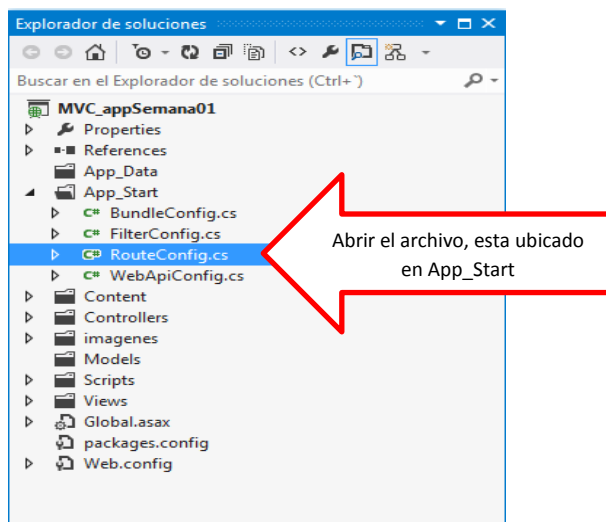 Explorador de soluciones
Buscar en el Explorador de soluciones (Ctrl+`)
MVC_appSemana01
Properties
References
App_Data
App_Start
C# BundleConfig.cs
C# FilterConfig.cs
C# RouteConfig.cs
C# WebApiConfig.cs
Content
Controllers
imagenes
Models
Scripts
Views
Global.asax
packages.config
Web.config
Abrir el archivo, esta ubicado
en App_Start